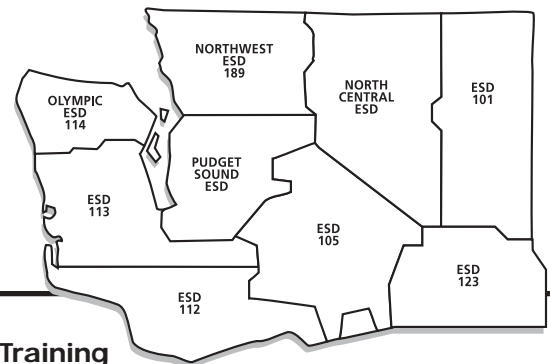 NORTHWEST
ESD
189
NORTH
CENTRAL
ESD
ESD
101
OLYMPIC
ESD
114
PUDGET
SOUND
ESD
ESD
113
ESD
105
ESD
123
ESD
112
Training